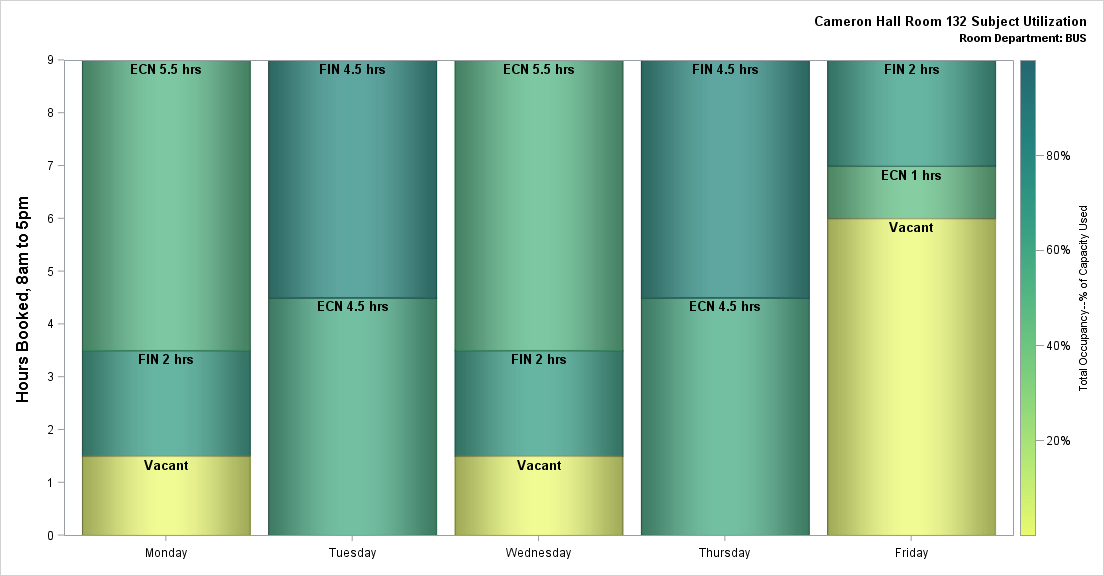 Cameron Hall Room 132 Subject Utilization
Room Department: BUS
Hours Booked, 8am to 5pm
9
8
7
6
5
4
3
2
1
0
ECN 5.5 hrs
FIN 2 hrs
Vacant
FIN 4.5 hrs
ECN 4.5 hrs
ECN 5.5 hrs
FIN 2 hrs
Vacant
FIN 4.5 hrs
ECN 4.5 hrs
FIN 2 hrs
ECN 1 hrs
Vacant
Monday
Tuesday
Wednesday
Thursday
Friday
80%
60%
40%
20%
Total Occupancy--% of Capacity Used